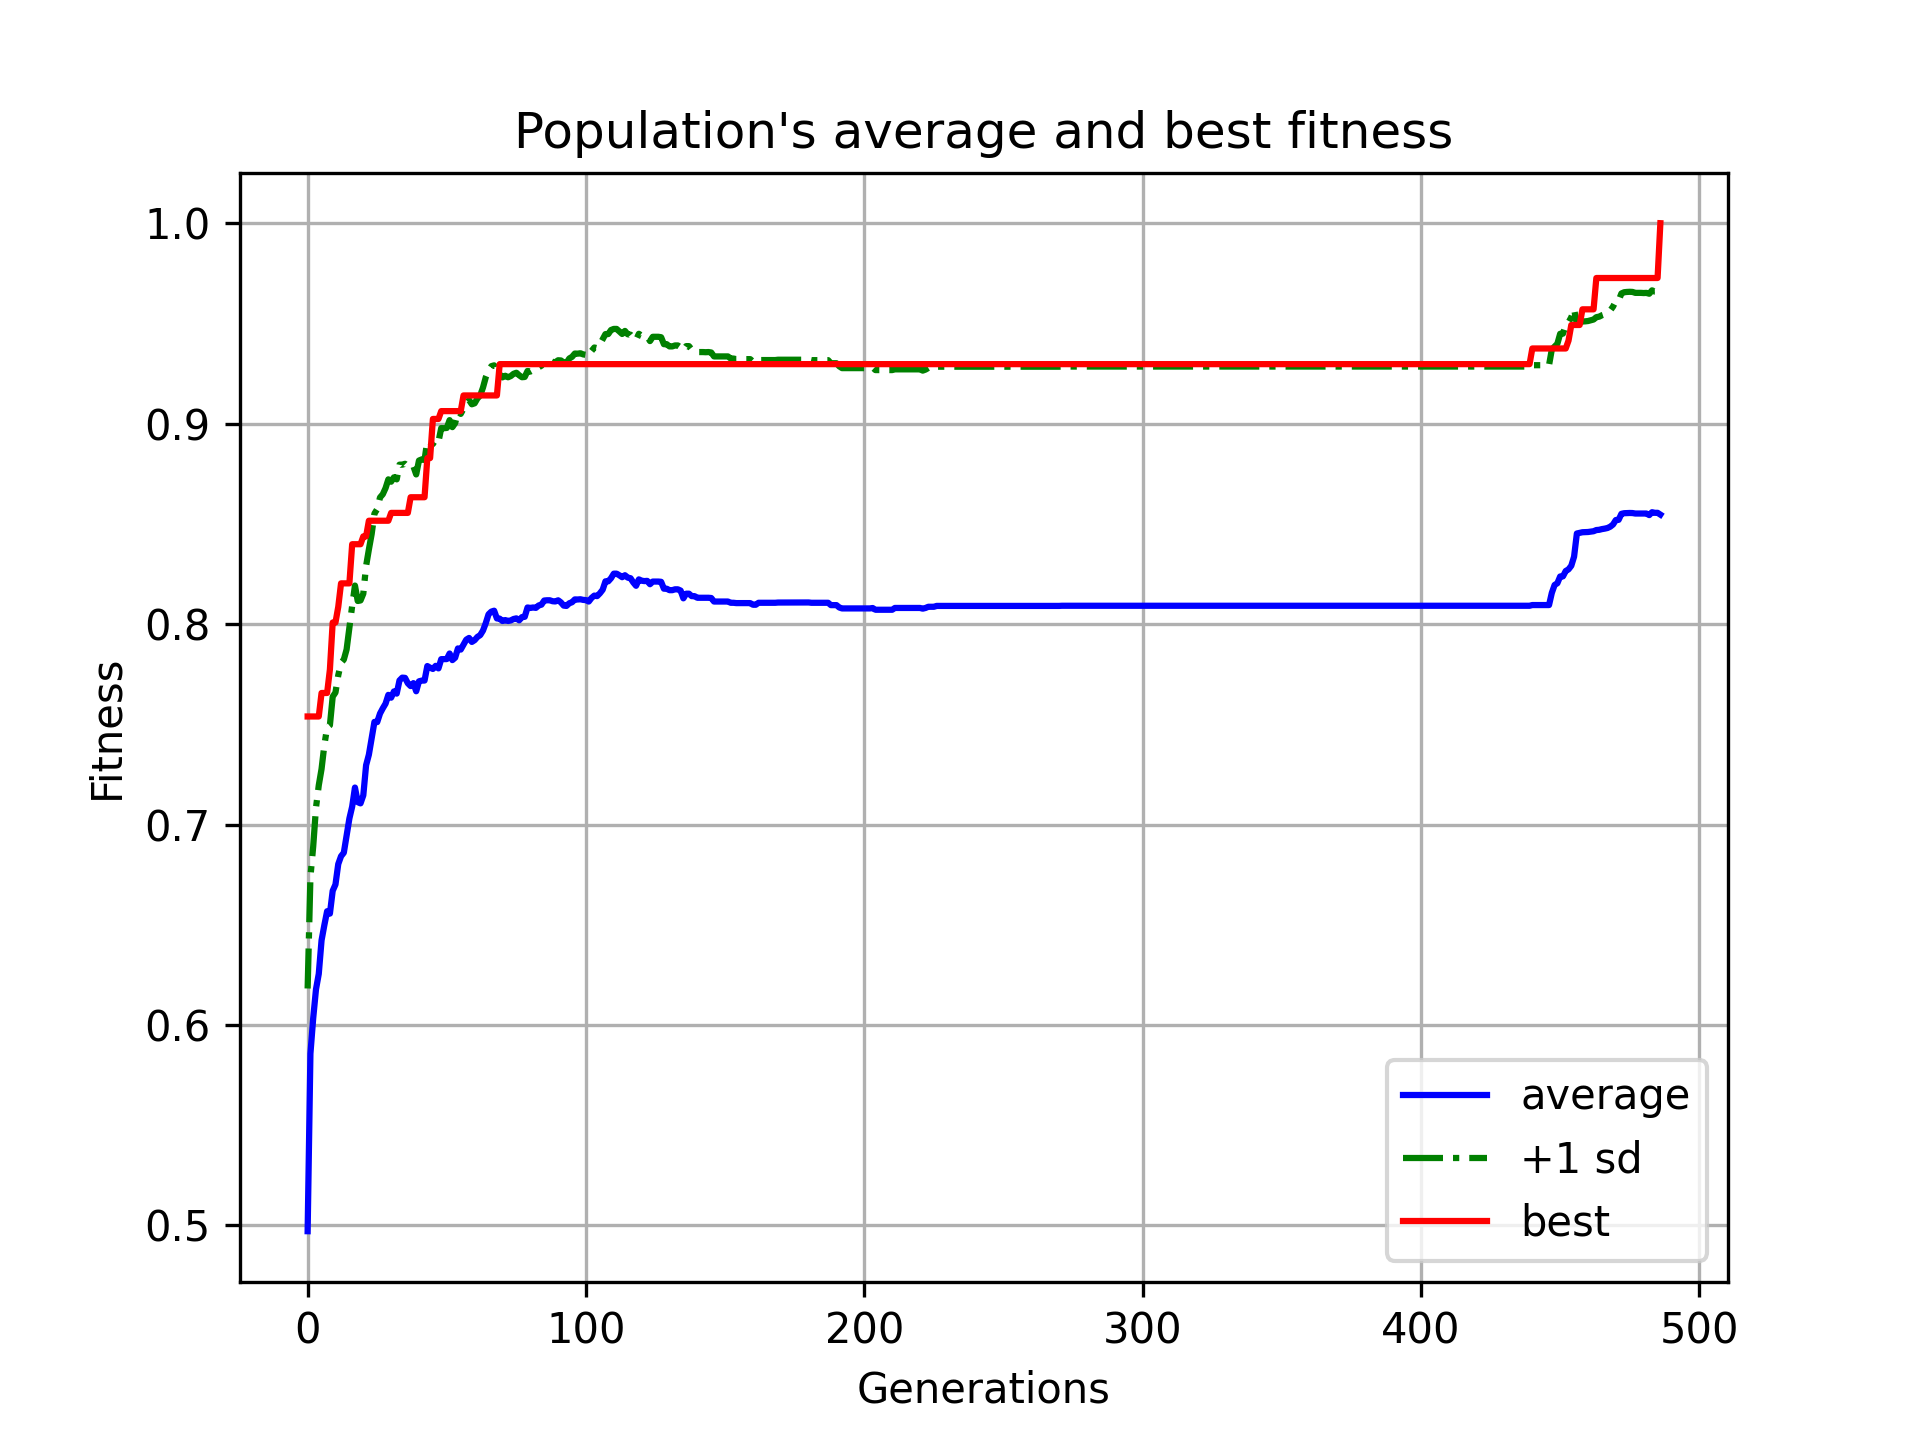 Population's average and best fitness
1.0
0.9
0.8
0.7
0.6
0.5
Fitness
average
+1 sd
best
0 100 200 300 400 500
Generations